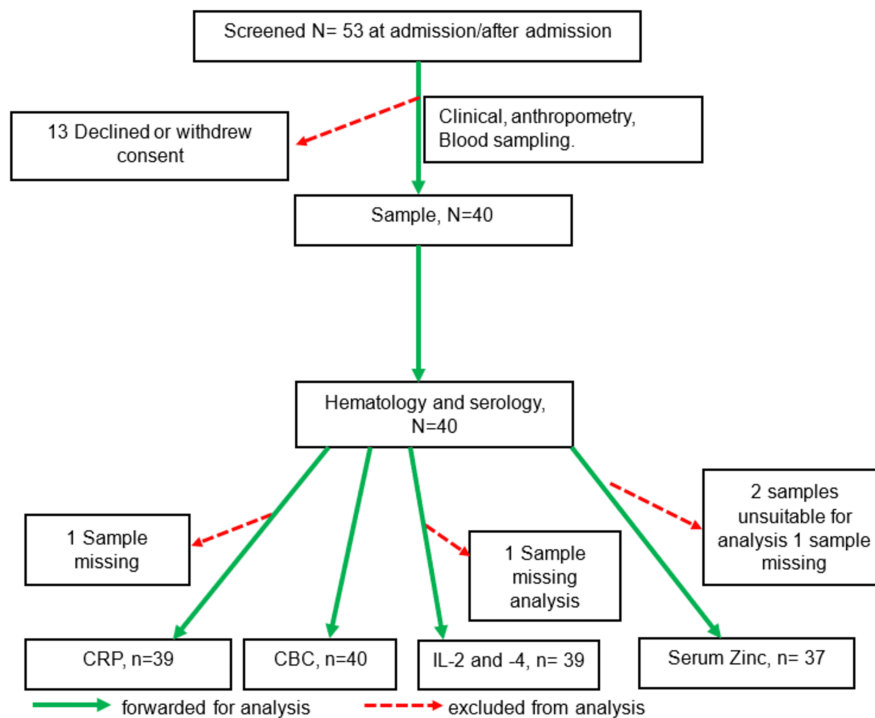 Screened N= 53 at admission/after admission
13 Declined or withdrew
consent
Clinical, anthropometry,
Blood sampling.
Sample, N=40
Hematology and serology,
N=40
1 Sample
missing
1 Sample
missing
analysis
2 samples
unsuitable for
analysis 1 sample
missing
CRP, n=39
CBC, n=40
IL-2 and -4, n= 39
Serum Zinc, n= 37
forwarded for analysis
excluded from analysis